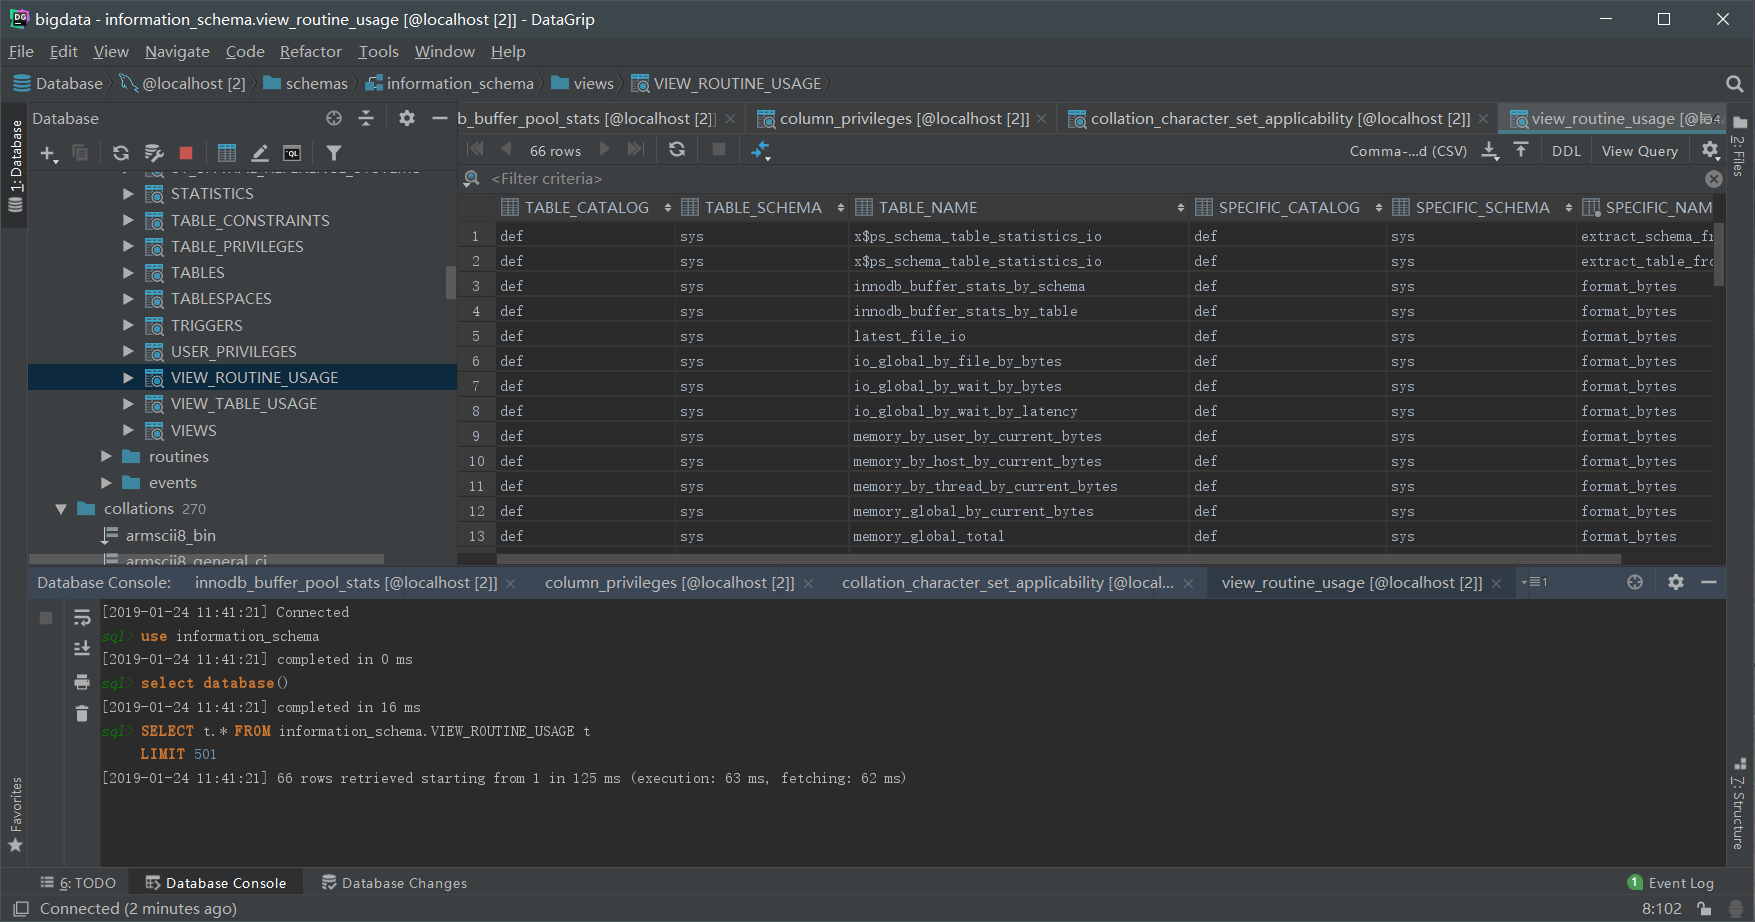 bigdata - information_schema.view_routine_usage [@localhost [2]] - DataGrip
File Edit View Navigate Code Refactor Tools Window Help
Database @localhost [2] schemas information_schema views VIEW_ROUTINE_USAGE
1: Database
Database
STATISTICS
TABLE_CONSTRAINTS
TABLE_PRIVILEGES
TABLES
TABLESPACES
TRIGGERS
USER_PRIVILEGES
VIEW_ROUTINE_USAGE
VIEW_TABLE_USAGE
VIEWS
routines
events
collations 270
armscii8_bin
armscii8_general_ci
b_buffer_pool_stats [@localhost [2]] column_privileges [@localhost [2]] collation_character_set_applicability [@localhost [2]] view_routine_usage
66 rows Comma-...d (CSV) DDL View Query
<Filter criteria>
TABLE_CATALOG TABLE_SCHEMA TABLE_NAME SPECIFIC_CATALOG SPECIFIC_SCHEMA SPECIFIC_NAM
1 def sys x$ps_schema_table_statistics_io def sys extract_schema_fr
2 def sys x$ps_schema_table_statistics_io def sys extract_table_fro
3 def sys innodb_buffer_stats_by_schema def sys format_bytes
4 def sys innodb_buffer_stats_by_table def sys format_bytes
5 def sys latest_file_io def sys format_bytes
6 def sys io_global_by_file_by_bytes def sys format_bytes
7 def sys io_global_by_wait_by_bytes def sys format_bytes
8 def sys io_global_by_wait_by_latency def sys format_bytes
9 def sys memory_by_user_by_current_bytes def sys format_bytes
10 def sys memory_by_host_by_current_bytes def sys format_bytes
11 def sys memory_by_thread_by_current_bytes def sys format_bytes
12 def sys memory_global_by_current_bytes def sys format_bytes
13 def sys memory_global_total def sys format_bytes
2: Files
Database Console: innodb_buffer_pool_stats [@localhost [2]] column_privileges [@localhost [2]] collation_character_set_applicability [@local... view_routine_usage [@localhost [2]] 1
[2019-01-24 11:41:21] Connected
sql> use information_schema
[2019-01-24 11:41:21] completed in 0 ms
sql> select database()
[2019-01-24 11:41:21] completed in 16 ms
sql> SELECT t.* FROM information_schema.VIEW_ROUTINE_USAGE t
LIMIT 501
[2019-01-24 11:41:21] 66 rows retrieved starting from 1 in 125 ms (execution: 63 ms, fetching: 62 ms)
Favorites
7: Structure
6: TODO Database Console Database Changes 1 Event Log
Connected (2 minutes ago) 8:102